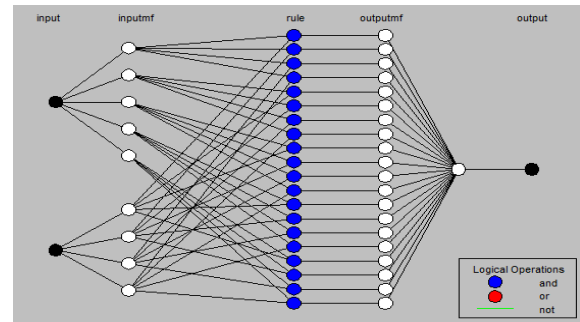 input inputmf rule outputmf output
Logical Operations
and
or
not